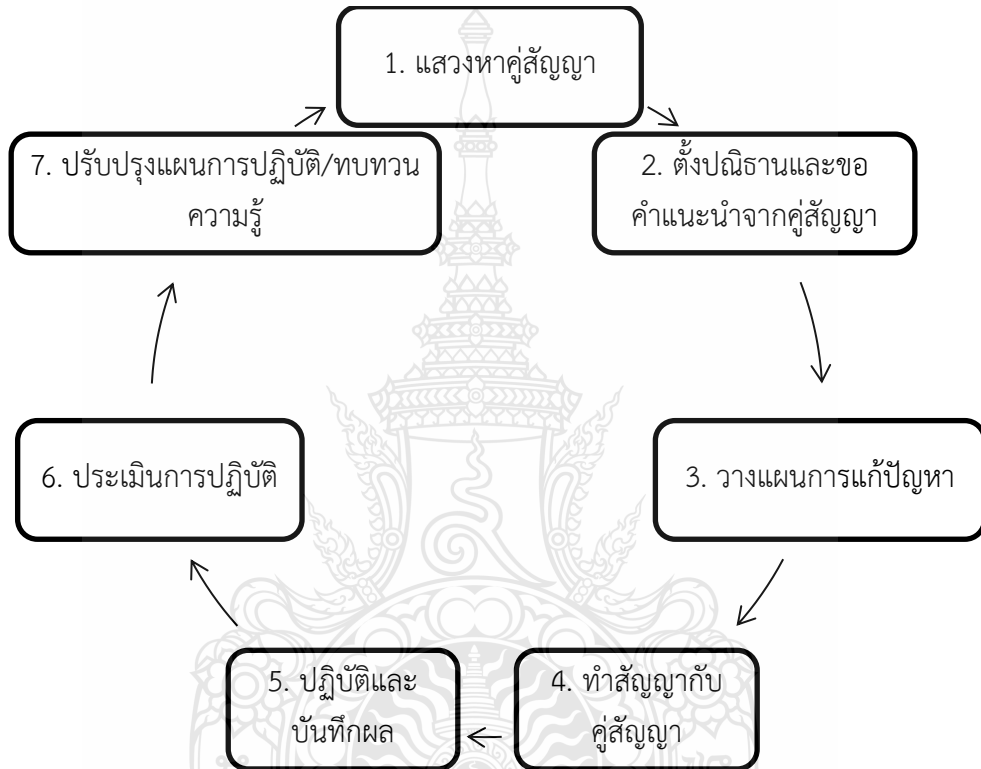 1. แสวงหาคู่สัญญา
2. ตั้งปณิธานและขอ
คำแนะนำจากคู่สัญญา
3. วางแผนการแก้ปัญหา
4. ทำสัญญากับ
คู่สัญญา
5. ปฏิบัติและ
บันทึกผล
6. ประเมินการปฏิบัติ
7. ปรับปรุงแผนการปฏิบัติ/ทบทวน
ความรู้